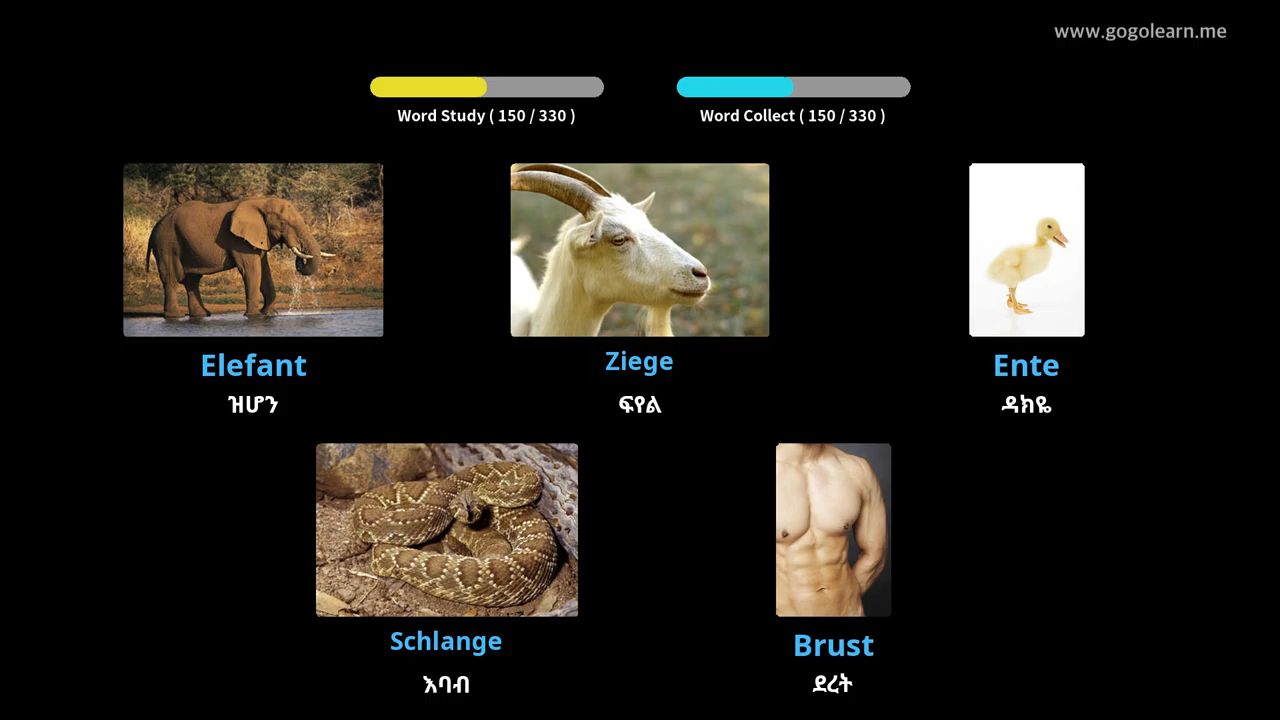 www.gogolearn.me
Word Study ( 150 / 330 )
Word Collect ( 150 / 330 )
Elefant
ዝሆን
Ziege
ፍየል
Ente
ዳክዬ
Schlange
እባብ
Brust
ደረት